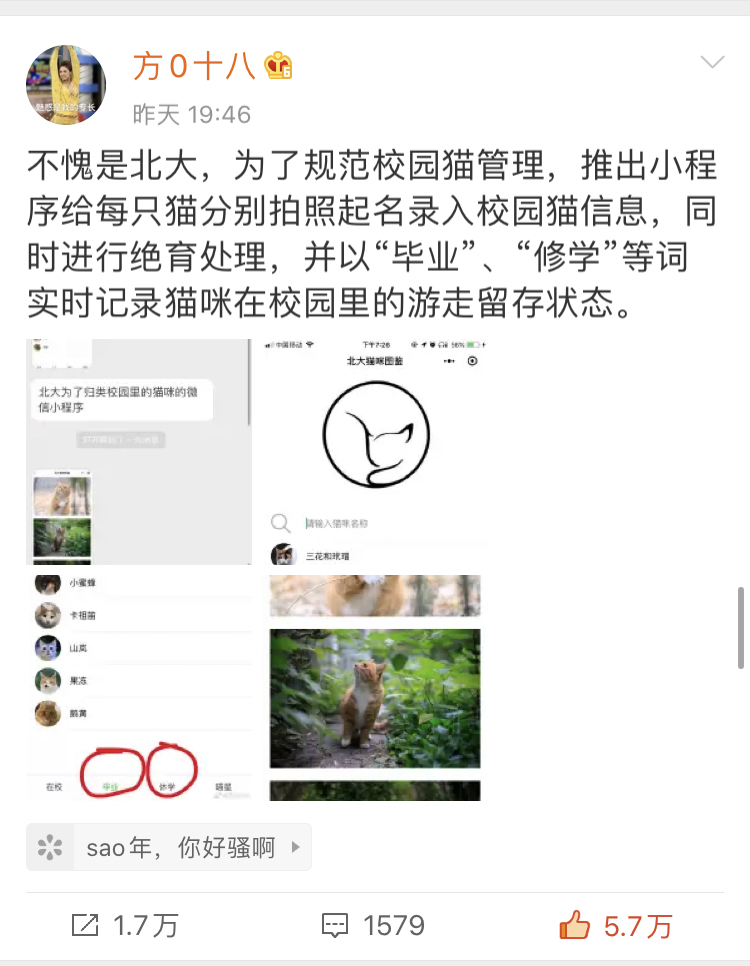 方0十八
昨天 19:46
不愧是北大，为了规范校园猫管理，推出小程
序给每只猫分别拍照起名录入校园猫信息，同
时进行绝育处理，并以“毕业”、“修学”等词
实时记录猫咪在校园里的游走留存状态。
北大为了归类校园里的猫咪的微
信小程序
中国移动
下午7:26
56%
北大猫咪图鉴
请输入猫咪名称
三花和玳瑁
小蜜蜂
卡祖笛
山岚
果冻
鹅黄
在校
毕业
休学
喵星
sao年，你好骚啊
1.7万
1579
5.7万